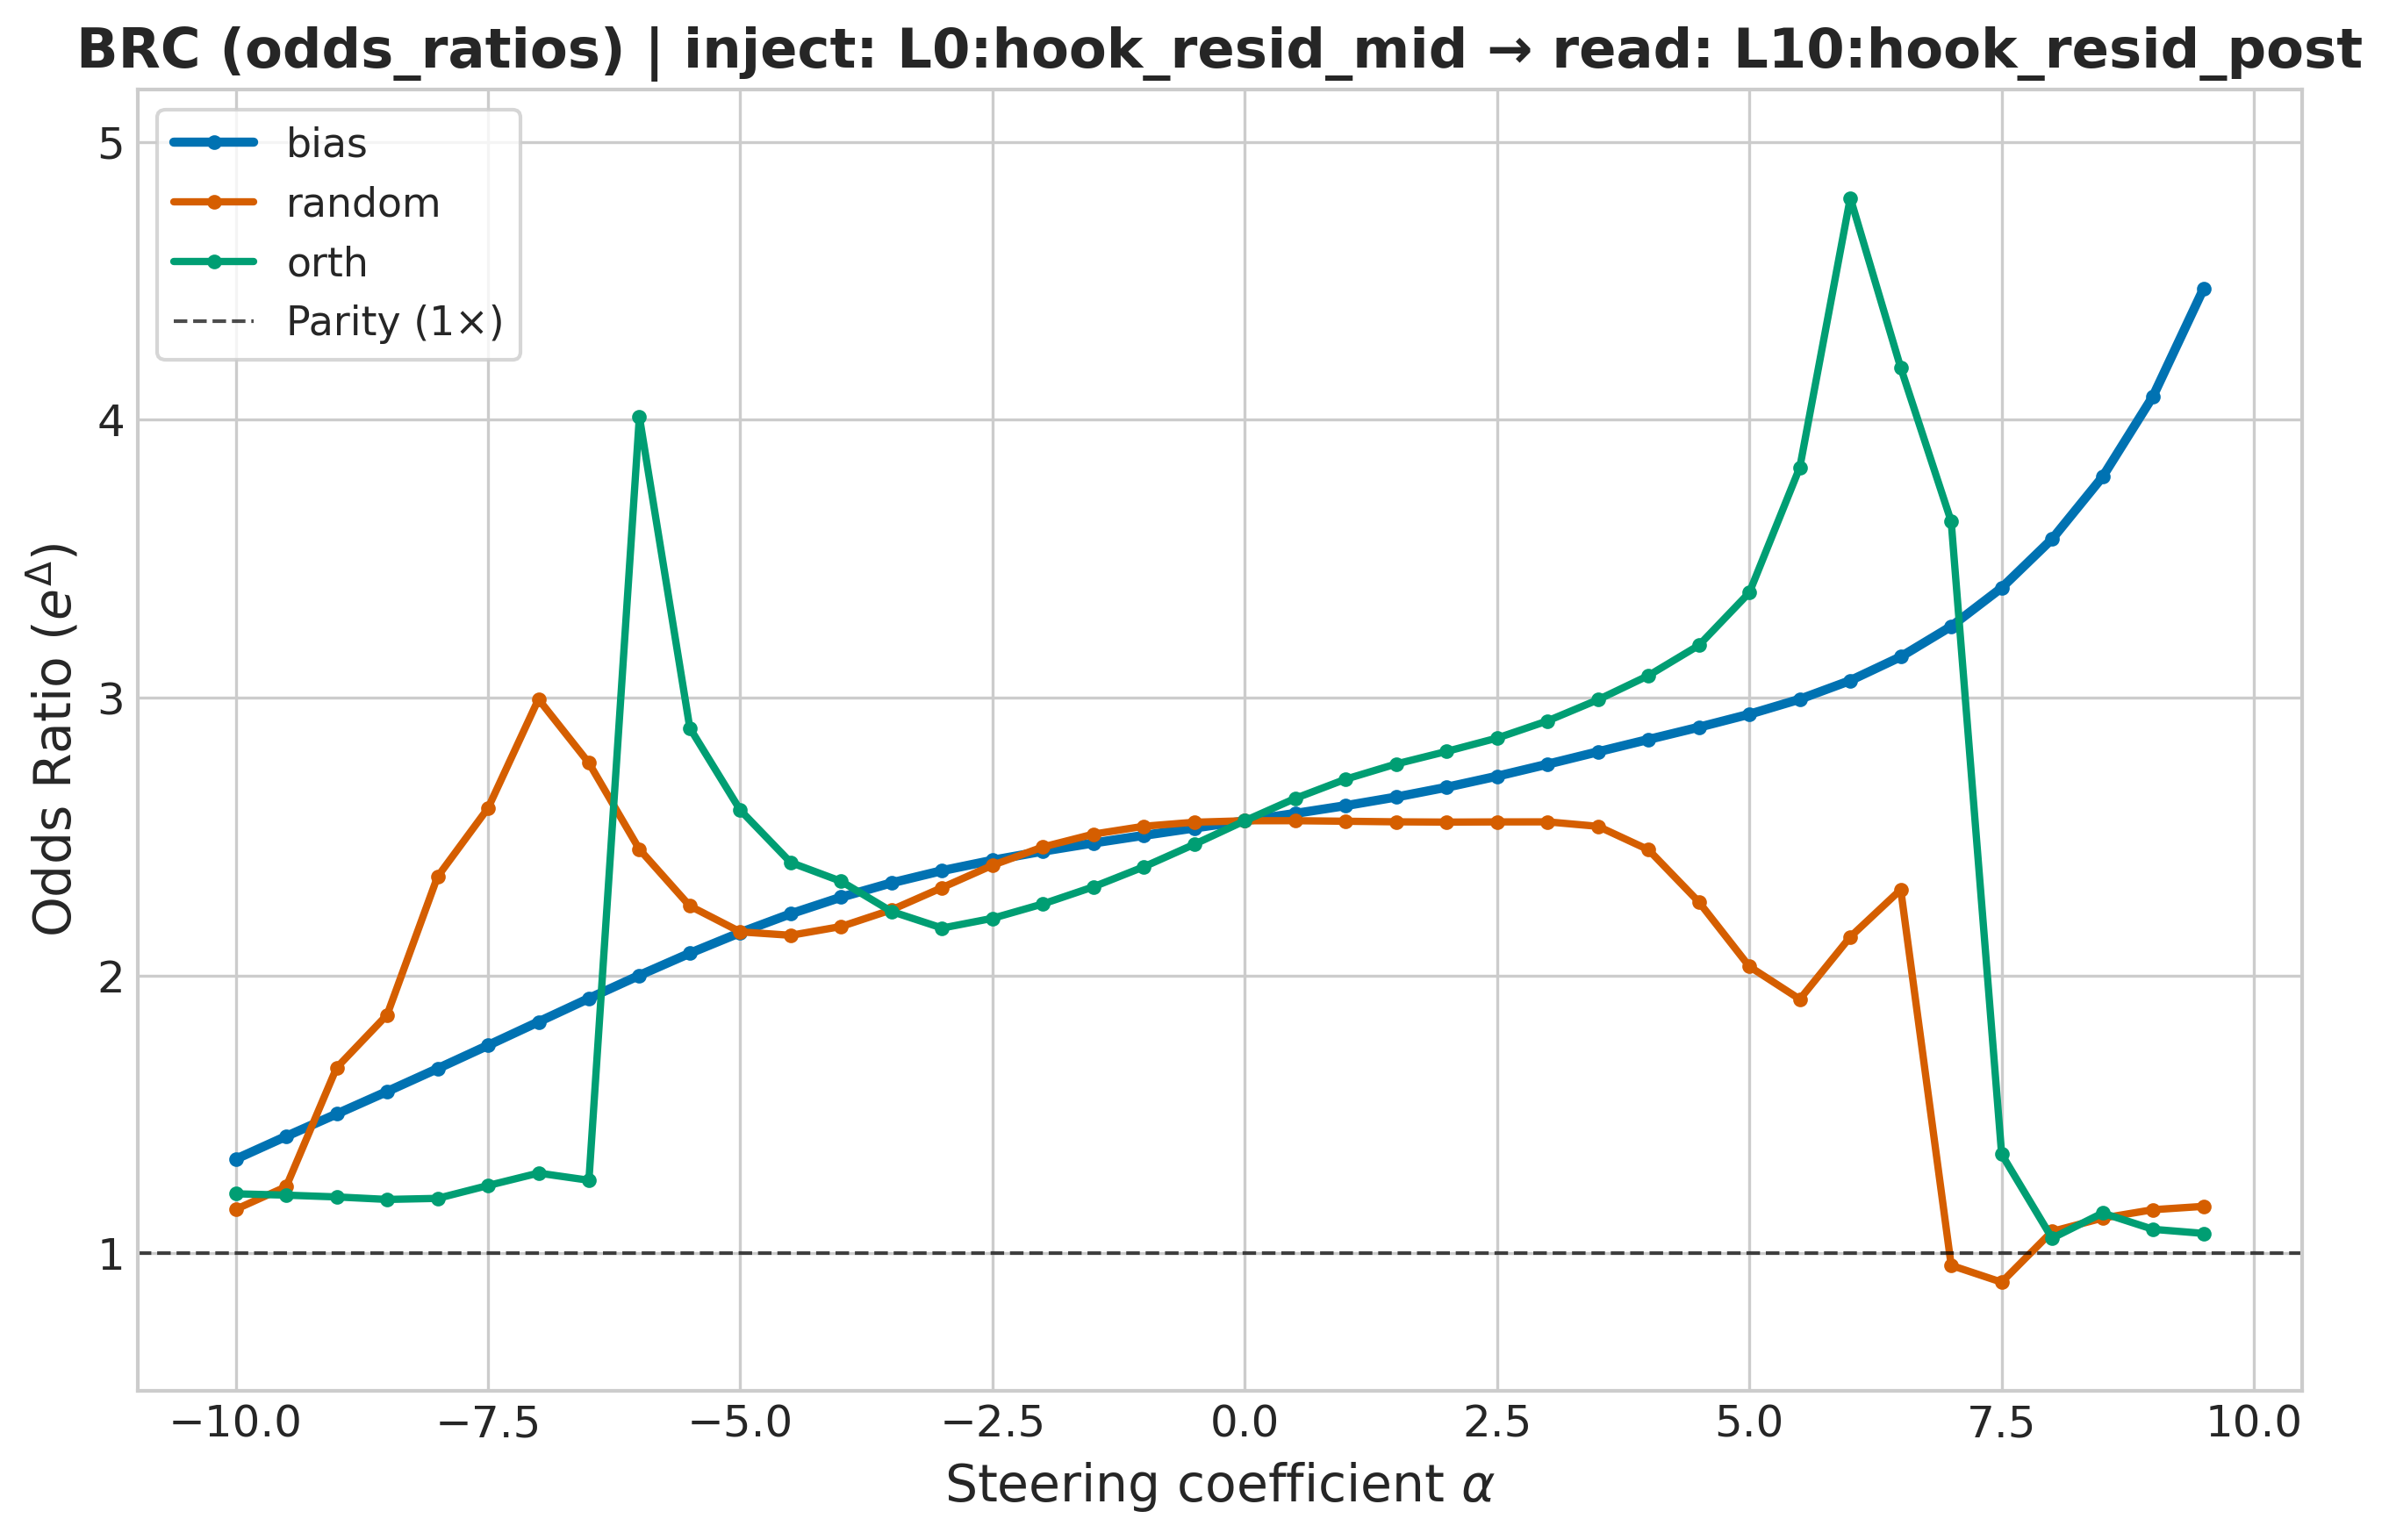 BRC (odds_ratios) | inject: L0:hook_resid_mid → read: L10:hook_resid_post
bias
random
orth
Parity (1×)
Odds Ratio (e^Δ)
5
4
3
2
1
−10.0 −7.5 −5.0 −2.5 0.0 2.5 5.0 7.5 10.0
Steering coefficient α